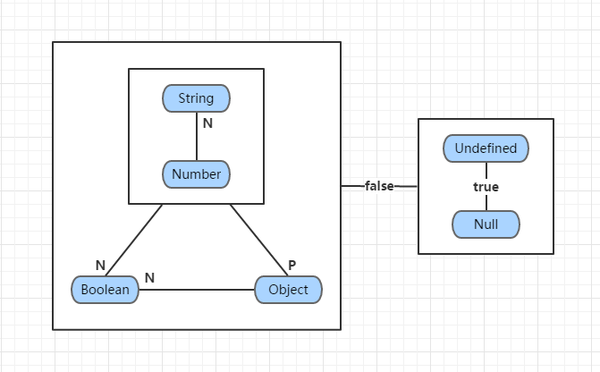 String
N
Number
N
P
Boolean
N
Object
false
Undefined
true
Null